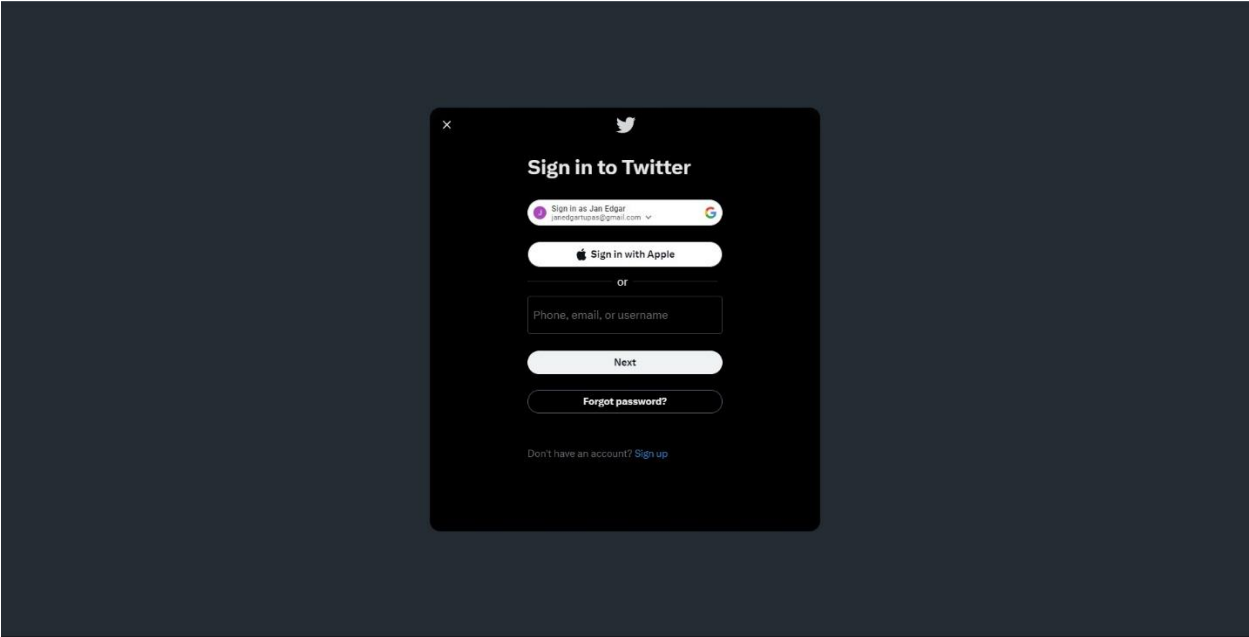 Sign in to Twitter
Sign in as Jan Edgar
janedgartupas@gmail.com
Sign in with Apple
or
Phone, email, or username
Next
Forgot password?
Don't have an account? Sign up